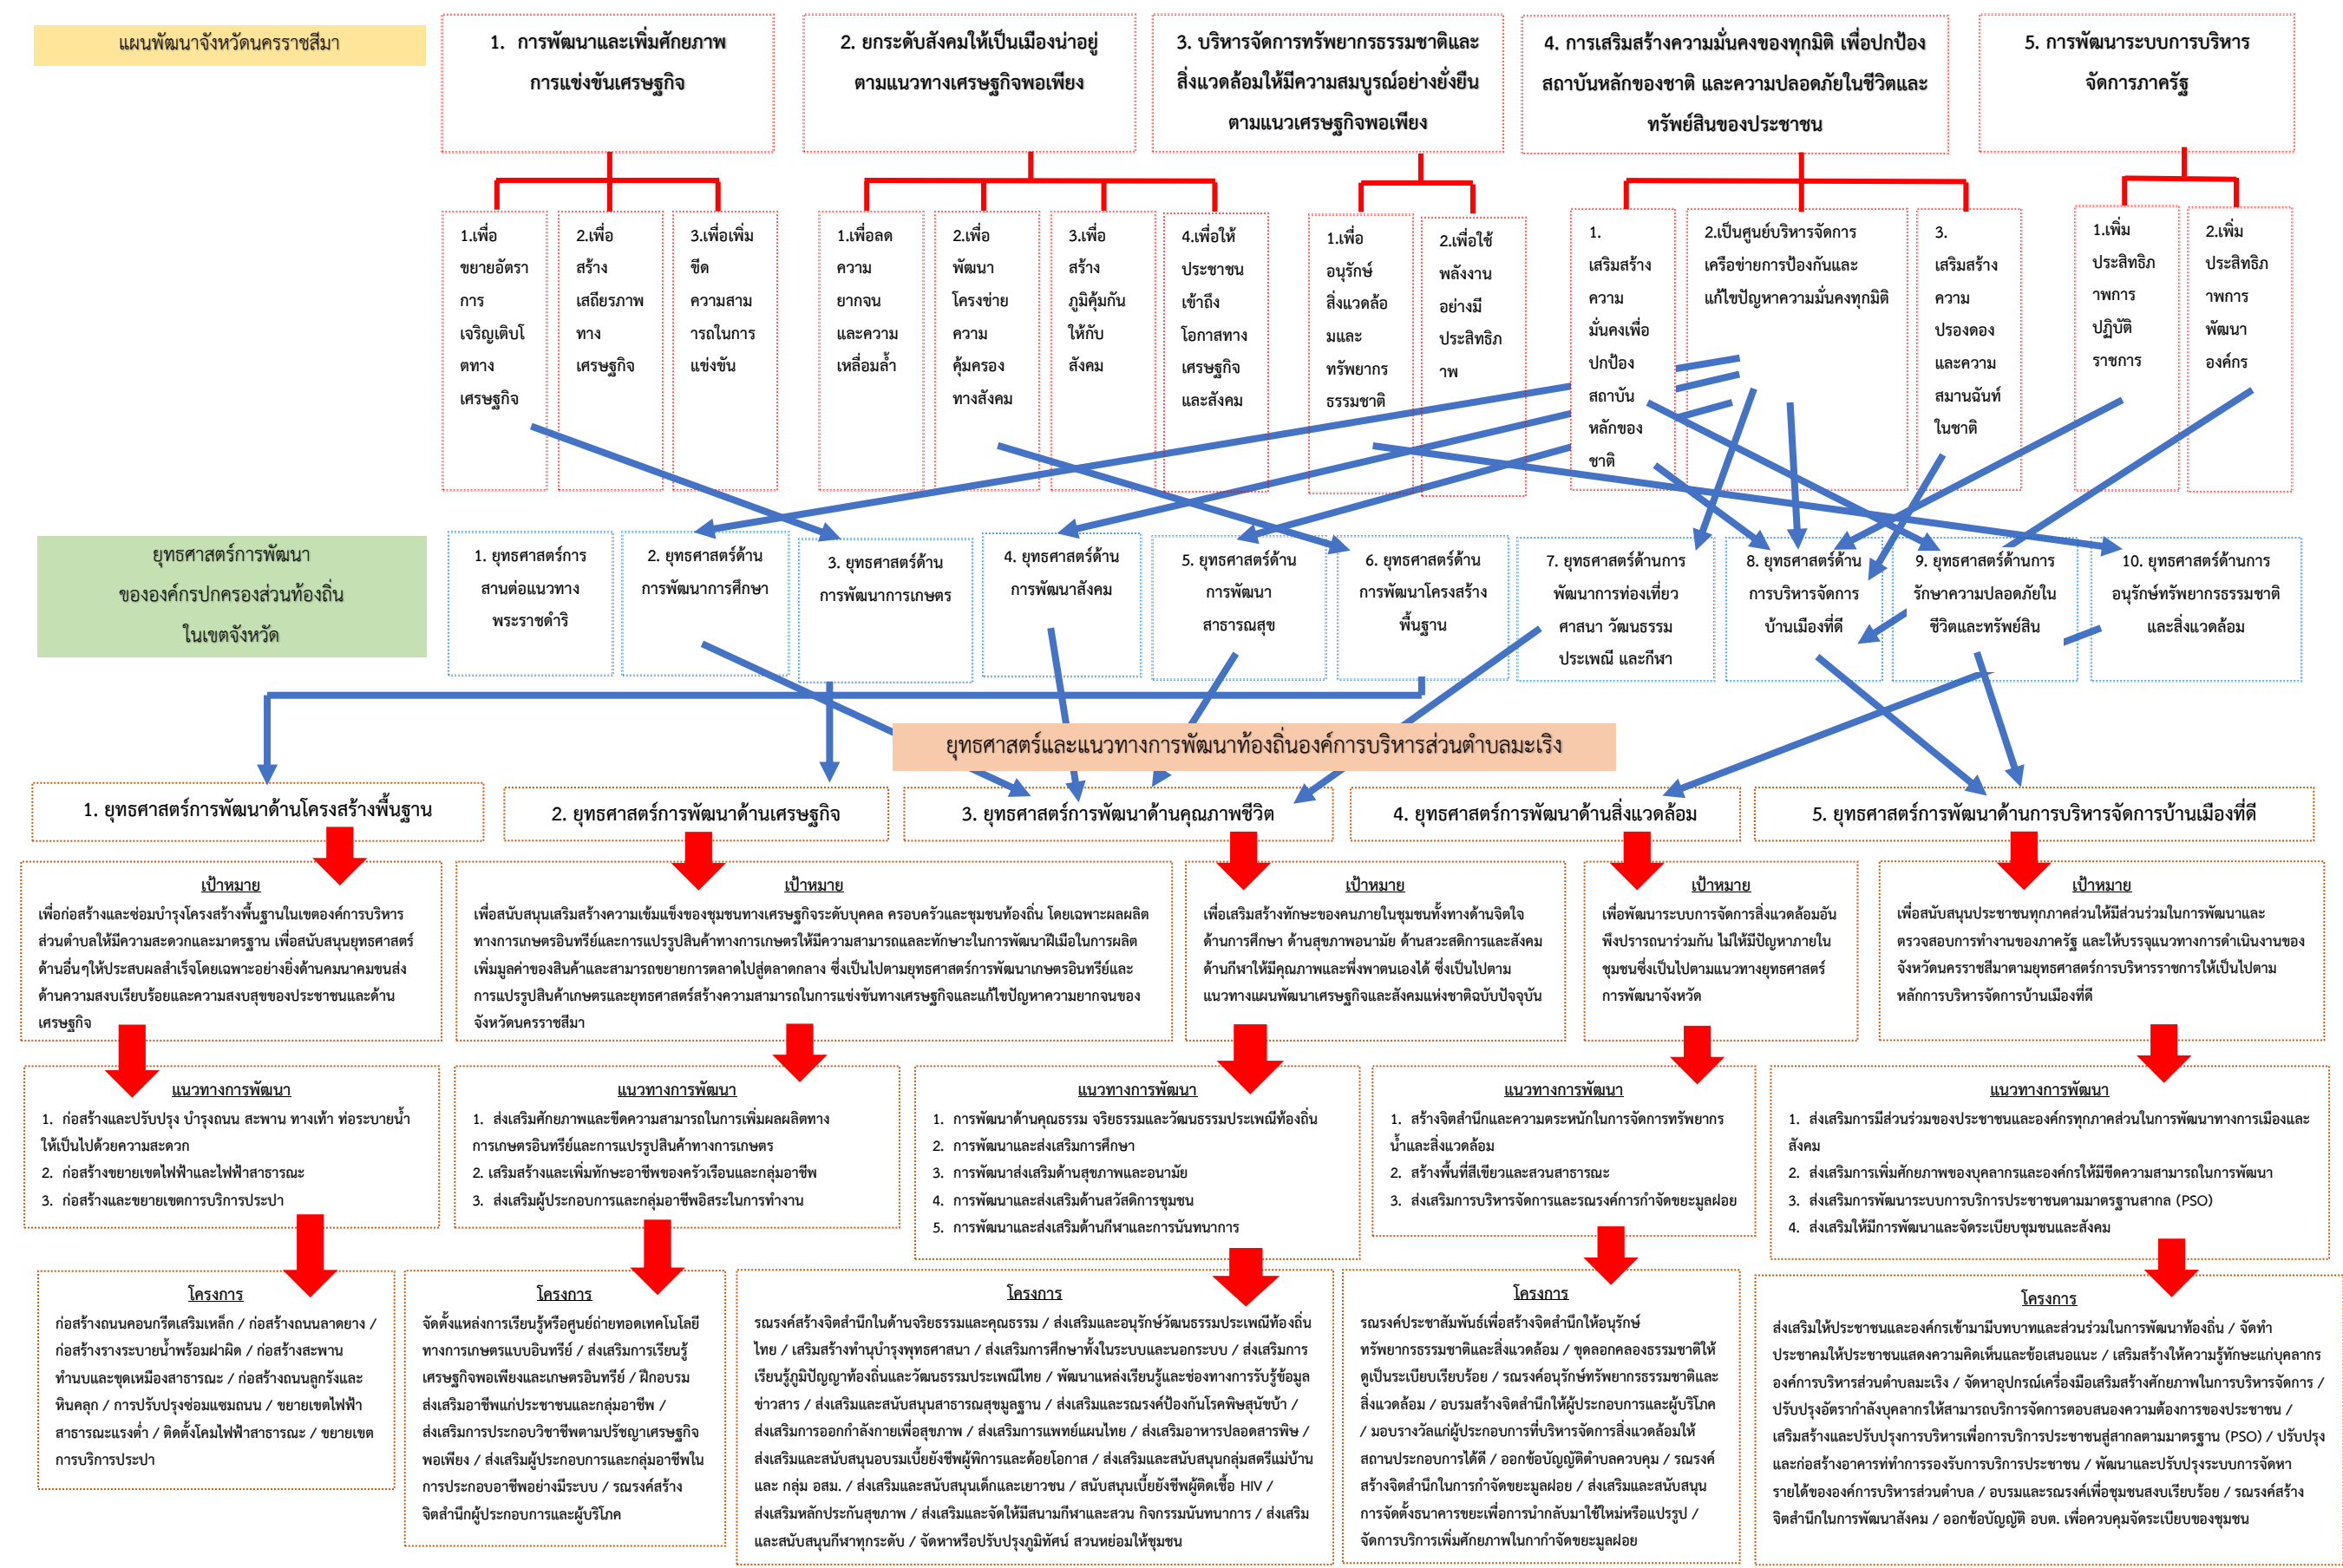 แผนพัฒนาจังหวัดนครราชสีมา
1. การพัฒนาและเพิ่มศักยภาพ
การแข่งขันเศรษฐกิจ
2. ยกระดับสังคมให้เป็นเมืองน่าอยู่
ตามแนวทางเศรษฐกิจพอเพียง
3. บริหารจัดการทรัพยากรธรรมชาติและ
สิ่งแวดล้อมให้มีความสมบูรณ์อย่างยั่งยืน
ตามแนวเศรษฐกิจพอเพียง
4. การเสริมสร้างความมั่นคงของทุกมิติ เพื่อปกป้อง
สถาบันหลักของชาติ และความปลอดภัยในชีวิตและ
ทรัพย์สินของประชาชน
5. การพัฒนาระบบการบริหาร
จัดการภาครัฐ
1.เพื่อ
ขยายอัตรา
การ
เจริญเติบโ
ตทาง
เศรษฐกิจ
2.เพื่อ
สร้าง
เสถียรภาพ
ทาง
เศรษฐกิจ
3.เพื่อเพิ่ม
ขีด
ความสาม
ารถในการ
แข่งขัน
1.เพื่อลด
ความ
ยากจน
และความ
เหลื่อมล้ำ
2.เพื่อ
พัฒนา
โครงข่าย
ความ
คุ้มครอง
ทางสังคม
3.เพื่อ
สร้าง
ภูมิคุ้มกัน
ให้กับ
สังคม
4.เพื่อให้
ประชาชน
เข้าถึง
โอกาสทาง
เศรษฐกิจ
และสังคม
1.เพื่อ
อนุรักษ์
สิ่งแวดล้อ
มและ
ทรัพยากร
ธรรมชาติ
2.เพื่อใช้
พลังงาน
อย่างมี
ประสิทธิภ
าพ
1.
เสริมสร้าง
ความ
มั่นคงเพื่อ
ปกป้อง
สถาบัน
หลักของ
ชาติ
2.เป็นศูนย์บริหารจัดการ
เครือข่ายการป้องกันและ
แก้ไขปัญหาความมั่นคงทุกมิติ
3.
เสริมสร้าง
ความ
ปรองดอง
และความ
สมานฉันท์
ในชาติ
1.เพิ่ม
ประสิทธิภ
าพการ
ปฏิบัติ
ราชการ
2.เพิ่ม
ประสิทธิภ
าพการ
พัฒนา
องค์กร
ยุทธศาสตร์การพัฒนา
ขององค์กรปกครองส่วนท้องถิ่น
ในเขตจังหวัด
1. ยุทธศาสตร์การ
สานต่อแนวทาง
พระราชดำริ
2. ยุทธศาสตร์ด้าน
การพัฒนาการศึกษา
3. ยุทธศาสตร์ด้าน
การพัฒนาการเกษตร
4. ยุทธศาสตร์ด้าน
การพัฒนาสังคม
5. ยุทธศาสตร์ด้าน
การพัฒนา
สาธารณสุข
6. ยุทธศาสตร์ด้าน
การพัฒนาโครงสร้าง
พื้นฐาน
7. ยุทธศาสตร์ด้านการ
พัฒนาการท่องเที่ยว
ศาสนา วัฒนธรรม
ประเพณี และกีฬา
8. ยุทธศาสตร์ด้าน
การบริหารจัดการ
บ้านเมืองที่ดี
9. ยุทธศาสตร์ด้านการ
รักษาความปลอดภัยใน
ชีวิตและทรัพย์สิน
10. ยุทธศาสตร์ด้านการ
อนุรักษ์ทรัพยากรธรรมชาติ
และสิ่งแวดล้อม
ยุทธศาสตร์และแนวทางการพัฒนาท้องถิ่นองค์การบริหารส่วนตำบลมะเริง
1. ยุทธศาสตร์การพัฒนาด้านโครงสร้างพื้นฐาน
2. ยุทธศาสตร์การพัฒนาด้านเศรษฐกิจ
3. ยุทธศาสตร์การพัฒนาด้านคุณภาพชีวิต
4. ยุทธศาสตร์การพัฒนาด้านสิ่งแวดล้อม
5. ยุทธศาสตร์การพัฒนาด้านการบริหารจัดการบ้านเมืองที่ดี
เป้าหมาย
เพื่อก่อสร้างและซ่อมบำรุงโครงสร้างพื้นฐานในเขตองค์การบริหาร
ส่วนตำบลให้มีความสะดวกและมาตรฐาน เพื่อสนับสนุนยุทธศาสตร์
ด้านอื่นๆให้ประสบผลสำเร็จโดยเฉพาะอย่างยิ่งด้านคมนาคมขนส่ง
ด้านความสงบเรียบร้อยและความสงบสุขของประชาชนและด้าน
เศรษฐกิจ
เป้าหมาย
เพื่อสนับสนุนเสริมสร้างความเข้มแข็งของชุมชนทางเศรษฐกิจระดับบุคคล ครอบครัวและชุมชนท้องถิ่น โดยเฉพาะผลผลิต
ทางการเกษตรอินทรีย์และการแปรรูปสินค้าทางการเกษตรให้มีความสามารถแลละทักษะในการพัฒนาฝีเมือในการผลิต
เพิ่มมูลค่าของสินค้าและสามารถขยายการตลาดไปสู่ตลาดกลาง ซึ่งเป็นไปตามยุทธศาสตร์การพัฒนาเกษตรอินทรีย์และ
การแปรรูปสินค้าเกษตรและยุทธศาสตร์สร้างความสามารถในการแข่งขันทางเศรษฐกิจและแก้ไขปัญหาความยากจนของ
จังหวัดนครราชสีมา
เป้าหมาย
เพื่อเสริมสร้างทักษะของคนภายในชุมชนทั้งทางด้านจิตใจ
ด้านการศึกษา ด้านสุขภาพอนามัย ด้านสวะสดิการและสังคม
ด้านกีฬาให้มีคุณภาพและพึ่งพาตนเองได้ ซึ่งเป็นไปตาม
แนวทางแผนพัฒนาเศรษฐกิจและสังคมแห่งชาติฉบับปัจจุบัน
เป้าหมาย
เพื่อพัฒนาระบบการจัดการสิ่งแวดล้อมอัน
พึงปรารถนาร่วมกัน ไม่ให้มีปัญหาภายใน
ชุมชนซึ่งเป็นไปตามแนวทางยุทธศาสตร์
การพัฒนาจังหวัด
เป้าหมาย
เพื่อสนับสนุนประชาชนทุกภาคส่วนให้มีส่วนร่วมในการพัฒนาและ
ตรวจสอบการทำงานของภาครัฐ และให้บรรจุแนวทางการดำเนินงานของ
จังหวัดนครราชสีมาตามยุทธศาสตร์การบริหารราชการให้เป็นไปตาม
หลักการบริหารจัดการบ้านเมืองที่ดี
แนวทางการพัฒนา
1. ก่อสร้างและปรับปรุง บำรุงถนน สะพาน ทางเท้า ท่อระบายน้ำ
ให้เป็นไปด้วยความสะดวก
2. ก่อสร้างขยายเขตไฟฟ้าและไฟฟ้าสาธารณะ
3. ก่อสร้างและขยายเขตการบริการประปา
แนวทางการพัฒนา
1. ส่งเสริมศักยภาพและขีดความสามารถในการเพิ่มผลผลิตทาง
การเกษตรอินทรีย์และการแปรรูปสินค้าทางการเกษตร
2. เสริมสร้างและเพิ่มทักษะอาชีพของครัวเรือนและกลุ่มอาชีพ
3. ส่งเสริมผู้ประกอบการและกลุ่มอาชีพอิสระในการทำงาน
แนวทางการพัฒนา
1. การพัฒนาด้านคุณธรรม จริยธรรมและวัฒนธรรมประเพณีท้องถิ่น
2. การพัฒนาและส่งเสริมการศึกษา
3. การพัฒนาส่งเสริมด้านสุขภาพและอนามัย
4. การพัฒนาและส่งเสริมด้านสวัสดิการชุมชน
5. การพัฒนาและส่งเสริมด้านกีฬาและการนันทนาการ
แนวทางการพัฒนา
1. สร้างจิตสำนึกและความตระหนักในการจัดการทรัพยากร
น้ำและสิ่งแวดล้อม
2. สร้างพื้นที่สีเขียวและสวนสาธารณะ
3. ส่งเสริมการบริหารจัดการและรณรงค์การกำจัดขยะมูลฝอย
แนวทางการพัฒนา
1. ส่งเสริมการมีส่วนร่วมของประชาชนและองค์กรทุกภาคส่วนในการพัฒนาทางการเมืองและ
สังคม
2. ส่งเสริมการเพิ่มศักยภาพของบุคลากรและองค์กรให้มีขีดความสามารถในการพัฒนา
3. ส่งเสริมการพัฒนาระบบการบริการประชาชนตามมาตรฐานสากล (PSO)
4. ส่งเสริมให้มีการพัฒนาและจัดระเบียบชุมชนและสังคม
โครงการ
ก่อสร้างถนนคอนกรีตเสริมเหล็ก / ก่อสร้างถนนลาดยาง /
ก่อสร้างรางระบายน้ำพร้อมฝาผิด / ก่อสร้างสะพาน
ทำนบและขุดเหมืองสาธารณะ / ก่อสร้างถนนลูกรังและ
หินคลุก / การปรับปรุงซ่อมแซมถนน / ขยายเขตไฟฟ้า
สาธารณะแรงต่ำ / ติดตั้งโคมไฟฟ้าสาธารณะ / ขยายเขต
การบริการประปา
โครงการ
จัดตั้งแหล่งการเรียนรู้หรือศูนย์ถ่ายทอดเทคโนโลยี
ทางการเกษตรแบบอินทรีย์ / ส่งเสริมการเรียนรู้
เศรษฐกิจพอเพียงและเกษตรอินทรีย์ / ฝึกอบรม
ส่งเสริมอาชีพแก่ประชาชนและกลุ่มอาชีพ /
ส่งเสริมการประกอบวิชาชีพตามปรัชญาเศรษฐกิจ
พอเพียง / ส่งเสริมผู้ประกอบการและกลุ่มอาชีพใน
การประกอบอาชีพอย่างมีระบบ / รณรงค์สร้าง
จิตสำนึกผู้ประกอบการและผู้บริโภค
โครงการ
รณรงค์สร้างจิตสำนึกในด้านจริยธรรมและคุณธรรม / ส่งเสริมและอนุรักษ์วัฒนธรรมประเพณีท้องถิ่น
ไทย / เสริมสร้างทำนุบำรุงพุทธศาสนา / ส่งเสริมการศึกษาทั้งในระบบและนอกระบบ / ส่งเสริมการ
เรียนรู้ภูมิปัญญาท้องถิ่นและวัฒนธรรมประเพณีไทย / พัฒนาแหล่งเรียนรู้และช่องทางการรับรู้ข้อมูล
ข่าวสาร / ส่งเสริมและสนับสนุนสาธารณสุขมูลฐาน / ส่งเสริมและรณรงค์ป้องกันโรคพิษสุนัขบ้า /
ส่งเสริมการออกกำลังกายเพื่อสุขภาพ / ส่งเสริมการแพทย์แผนไทย / ส่งเสริมอาหารปลอดสารพิษ /
ส่งเสริมและสนับสนุนอบรมเบี้ยยังชีพผู้พิการและด้อยโอกาส / ส่งเสริมและสนับสนุนกลุ่มสตรีแม่บ้าน
และ กลุ่ม อสม. / ส่งเสริมและสนับสนุนเด็กและเยาวชน / สนับสนุนเบี้ยยังชีพผู้ติดเชื้อ HIV /
ส่งเสริมหลักประกันสุขภาพ / ส่งเสริมและจัดให้มีสนามกีฬาและสวน กิจกรรมนันทนาการ / ส่งเสริม
และสนับสนุนกีฬาทุกระดับ / จัดหาหรือปรับปรุงภูมิทัศน์ สวนหย่อมให้ชุมชน
โครงการ
รณรงค์ประชาสัมพันธ์เพื่อสร้างจิตสำนึกให้อนุรักษ์
ทรัพยากรธรรมชาติและสิ่งแวดล้อม / ขุดลอกคลองธรรมชาติให้
ดูเป็นระเบียบเรียบร้อย / รณรงค์อนุรักษ์ทรัพยากรธรรมชาติและ
สิ่งแวดล้อม / อบรมสร้างจิตสำนึกให้ผู้ประกอบการและผู้บริโภค
/ มอบรางวัลแก่ผู้ประกอบการที่บริหารจัดการสิ่งแวดล้อมให้
สถานประกอบการได้ดี / ออกข้อบัญญัติตำบลควบคุม / รณรงค์
สร้างจิตสำนึกในการกำจัดขยะมูลฝอย / ส่งเสริมและสนับสนุน
การจัดตั้งธนาคารขยะเพื่อการนำกลับมาใช้ใหม่หรือแปรรูป /
จัดการบริการเพิ่มศักยภาพในกากำจัดขยะมูลฝอย
โครงการ
ส่งเสริมให้ประชาชนและองค์กรเข้ามามีบทบาทและส่วนร่วมในการพัฒนาท้องถิ่น / จัดทำ
ประชาคมให้ประชาชนแสดงความคิดเห็นและข้อเสนอแนะ / เสริมสร้างให้ความรู้ทักษะแก่บุคลากร
องค์การบริหารส่วนตำบลมะเริง / จัดหาอุปกรณ์เครื่องมือเสริมสร้างศักยภาพในการบริหารจัดการ /
ปรับปรุงอัตรากำลังบุคลากรให้สามารถบริการจัดการตอบสนองความต้องการของประชาชน /
เสริมสร้างและปรับปรุงการบริหารเพื่อการบริการประชาชนสู่สากลตามมาตรฐาน (PSO) / ปรับปรุง
และก่อสร้างอาคารท่ทำการรองรับการบริการประชาชน / พัฒนาและปรับปรุงระบบการจัดหา
รายได้ขององค์การบริหารส่วนตำบล / อบรมและรณรงค์เพื่อชุมชนสงบเรียบร้อย / รณรงค์สร้าง
จิตสำนึกในการพัฒนาสังคม / ออกข้อบัญญัติ อบต. เพื่อควบคุมจัดระเบียบของชุมชน